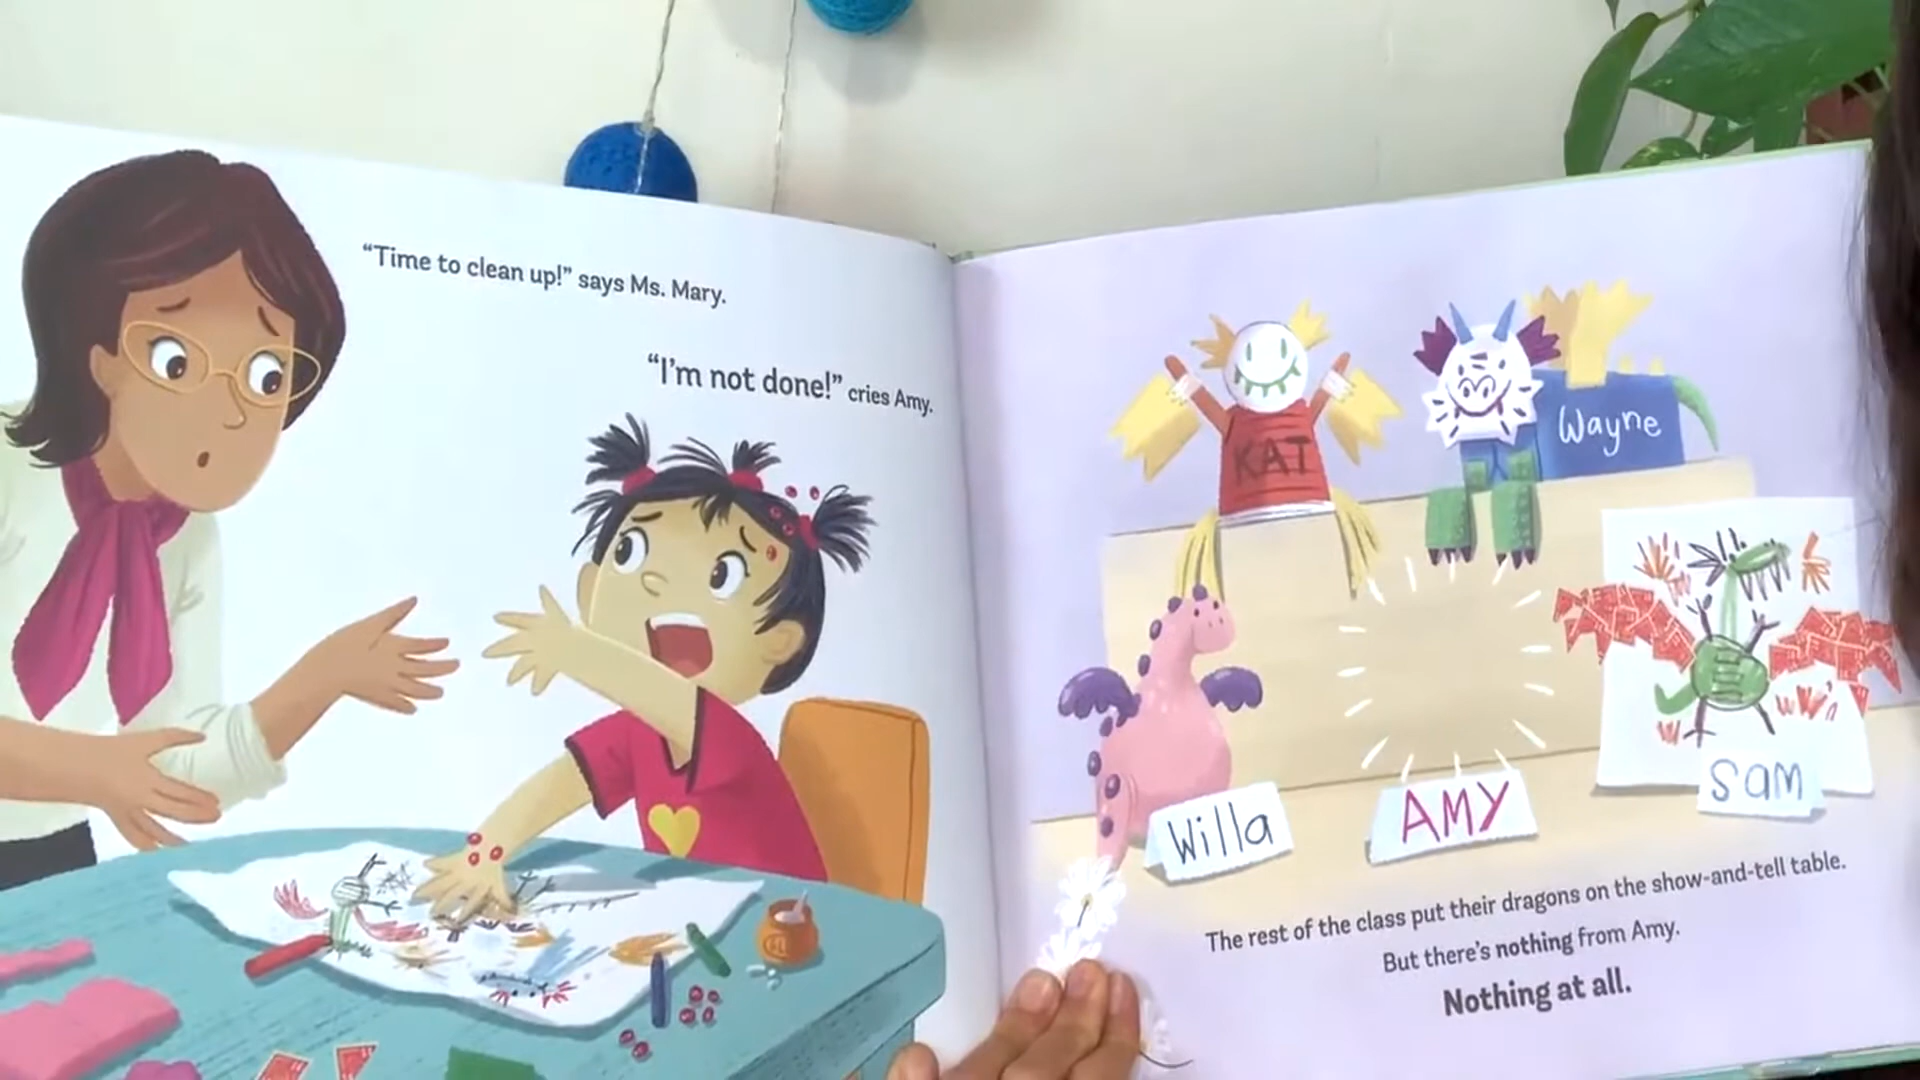 “Time to clean up!” says Ms. Mary.
“I’m not done!” cries Amy.
KAT
Wayne
Willa
AMY
Sam
The rest of the class put their dragons on the show-and-tell table.
But there’s nothing from Amy.
Nothing at all.